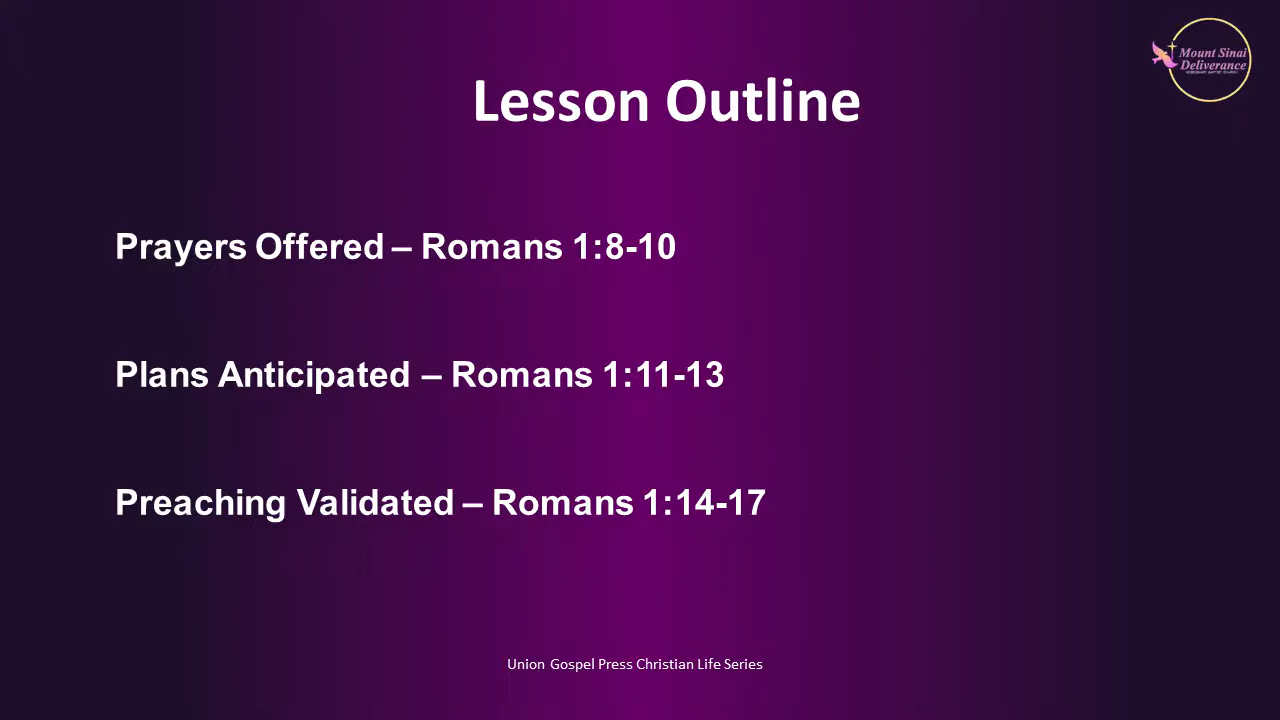 Mount Sinai
Deliverance
Lesson Outline
Prayers Offered – Romans 1:8-10
Plans Anticipated – Romans 1:11-13
Preaching Validated – Romans 1:14-17
Union Gospel Press Christian Life Series